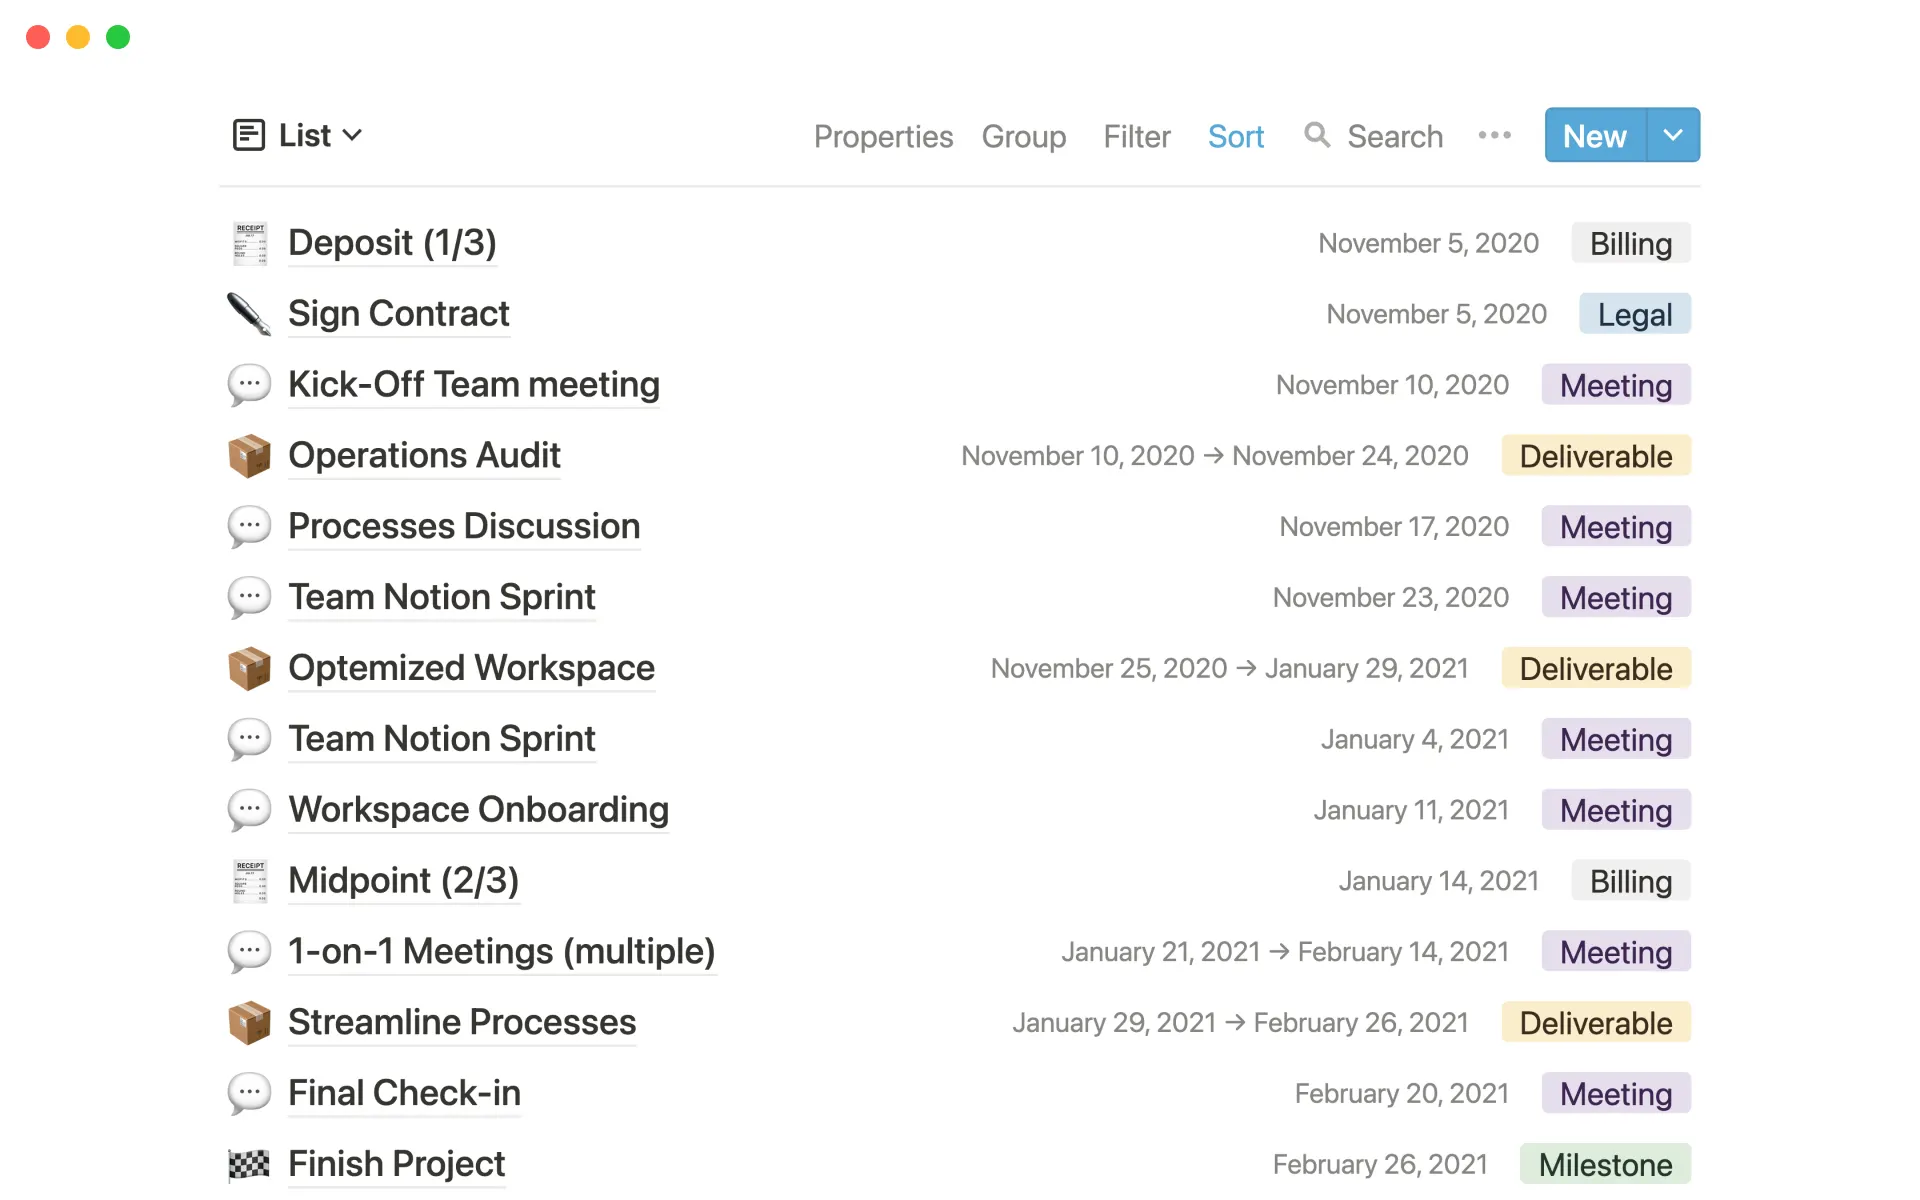 List Properties Group Filter Sort Search New
RECEIPT Deposit (1/3) November 5, 2020 Billing
Sign Contract November 5, 2020 Legal
Kick-Off Team meeting November 10, 2020 Meeting
Operations Audit November 10, 2020 → November 24, 2020 Deliverable
Processes Discussion November 17, 2020 Meeting
Team Notion Sprint November 23, 2020 Meeting
Optemized Workspace November 25, 2020 → January 29, 2021 Deliverable
Team Notion Sprint January 4, 2021 Meeting
Workspace Onboarding January 11, 2021 Meeting
RECEIPT Midpoint (2/3) January 14, 2021 Billing
1-on-1 Meetings (multiple) January 21, 2021 → February 14, 2021 Meeting
Streamline Processes January 29, 2021 → February 26, 2021 Deliverable
Final Check-in February 20, 2021 Meeting
Finish Project February 26, 2021 Milestone